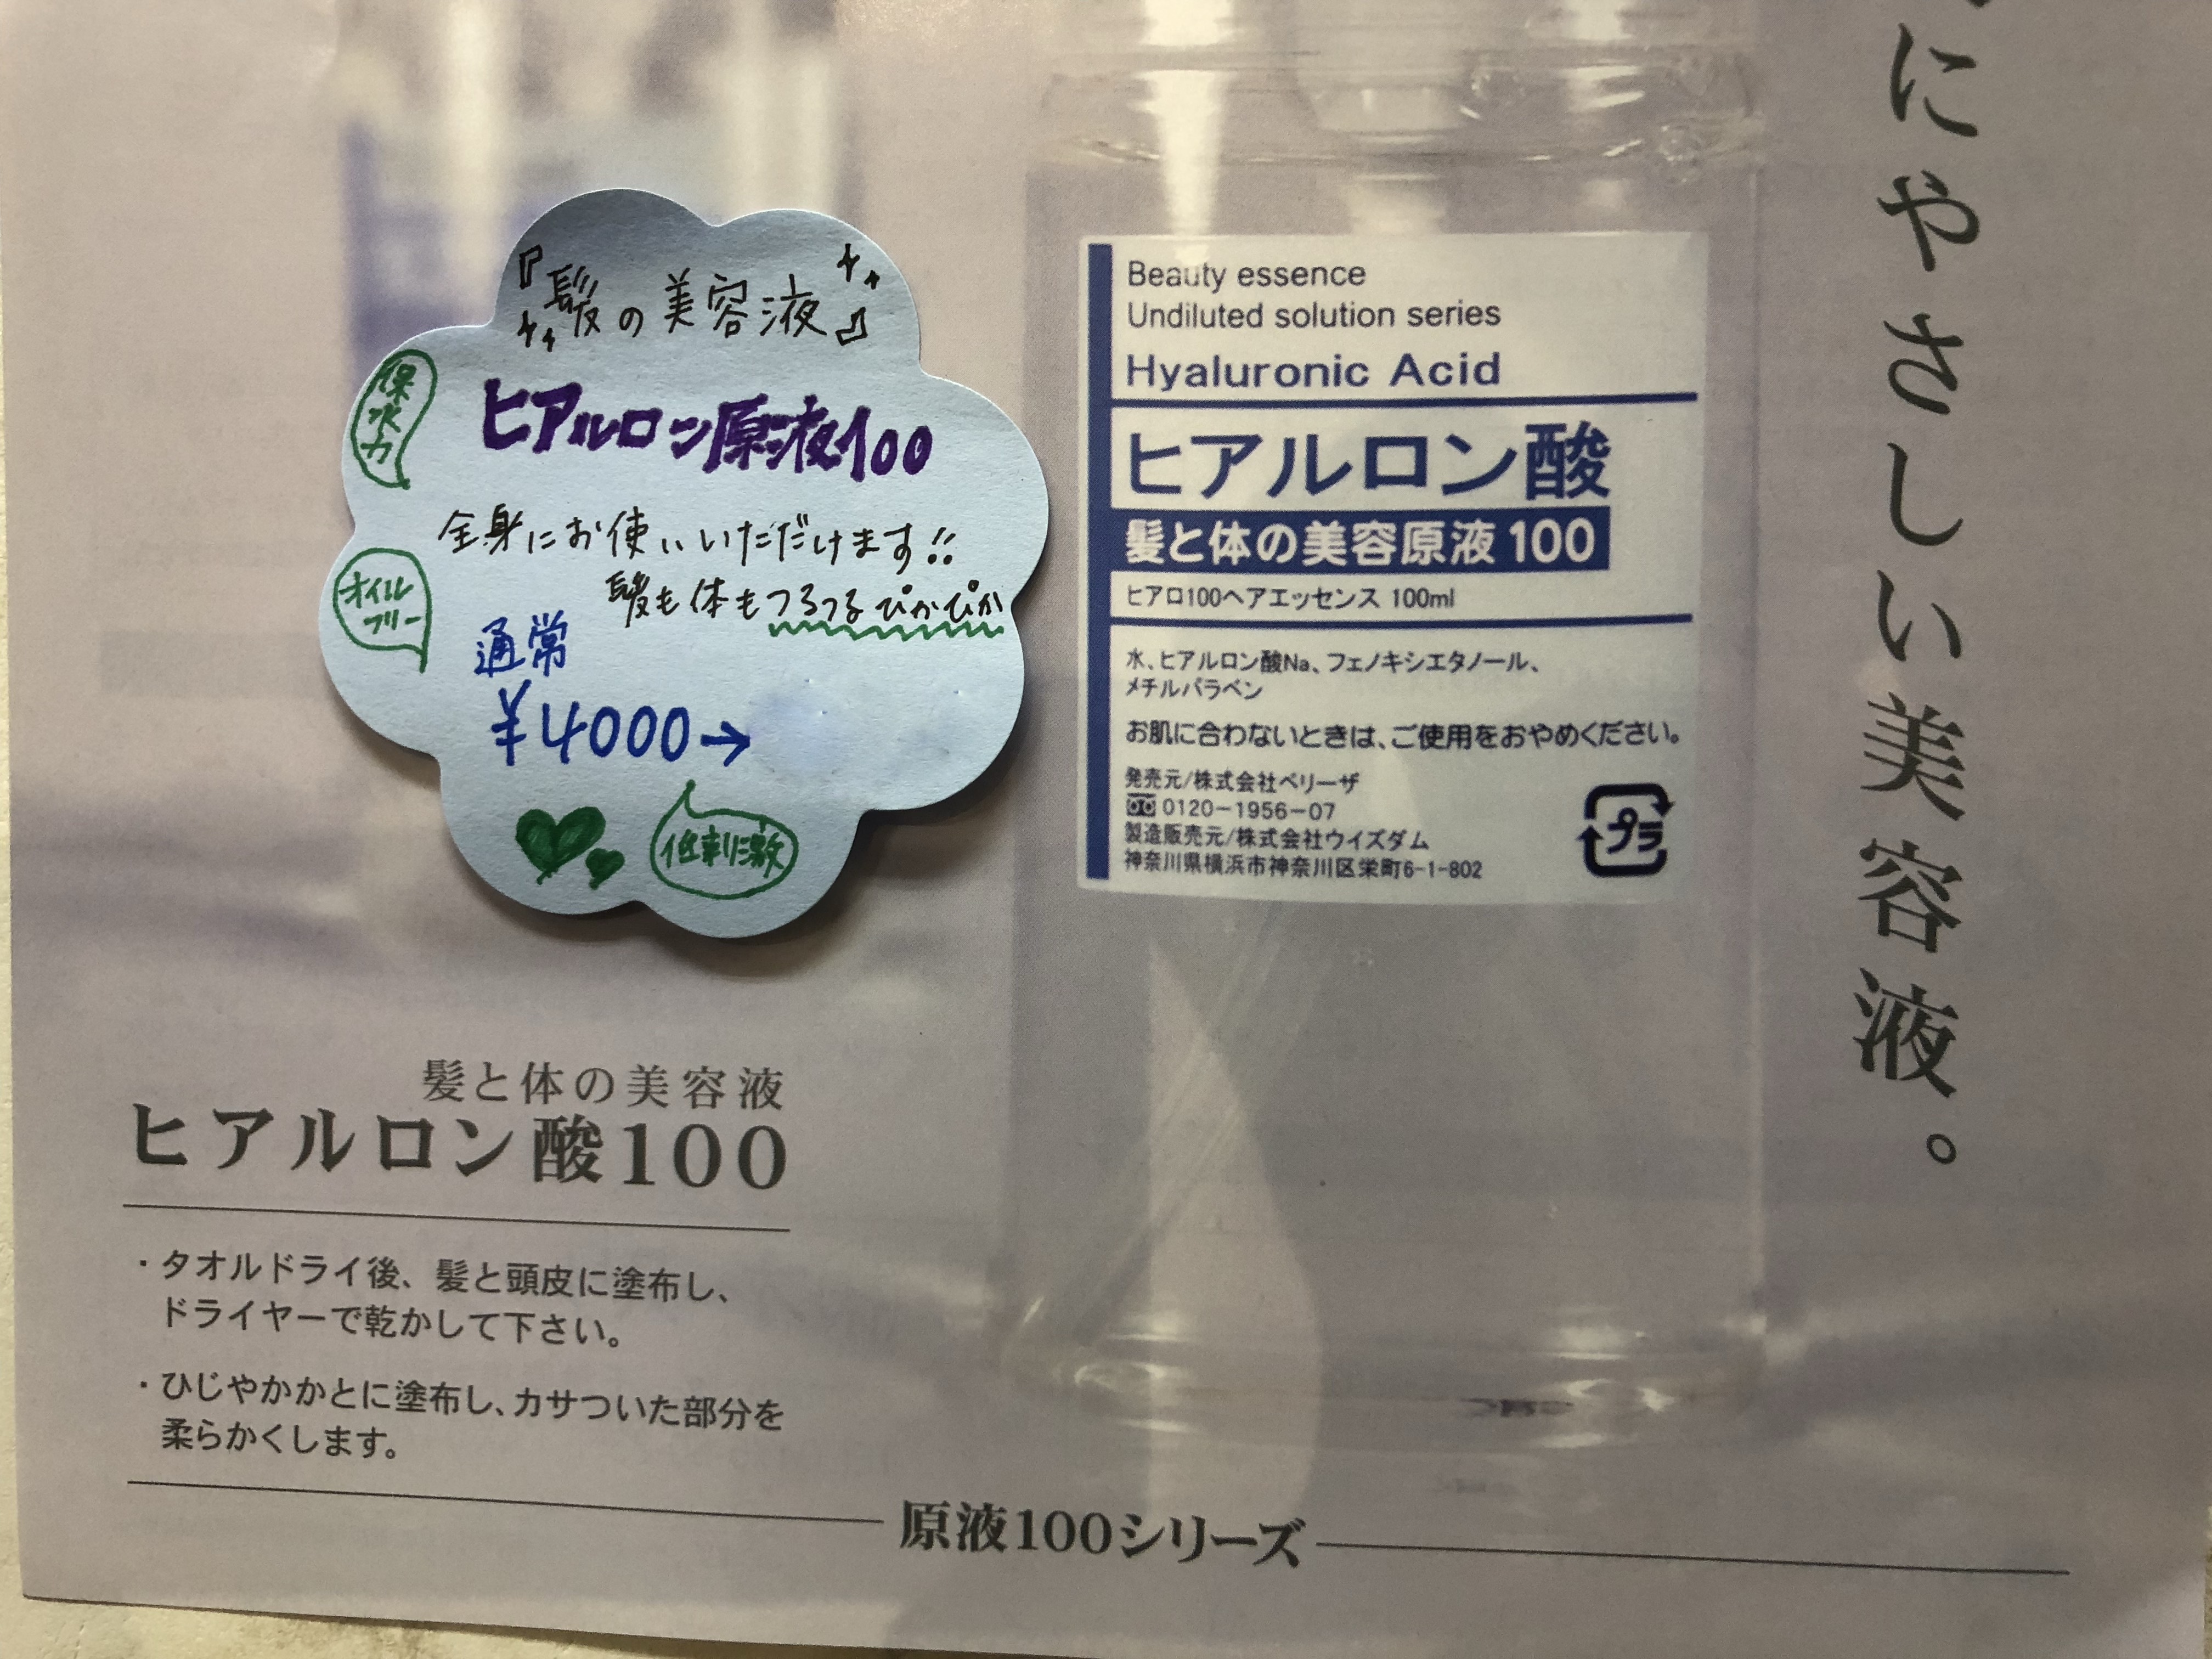 にやさしい美容液。
『髪の美容液』
保水力
ヒアルロン原液100
全身にお使いいただけます!!
髪も体もつるつるぴかぴか
オイル
フリー
通常
¥4000→
低刺激
Beauty essence
Undiluted solution series
Hyaluronic Acid
ヒアルロン酸
髪と体の美容原液100
ヒアロ100ヘアエッセンス 100ml
水、ヒアルロン酸Na、フェノキシエタノール、
メチルパラベン
お肌に合わないときは、ご使用をおやめください。
発売元/株式会社ベリーザ
0120-1956-07
製造販売元/株式会社ウイズダム
神奈川県横浜市神奈川区栄町6-1-802
プラ
髪と体の美容液
ヒアルロン酸100
・タオルドライ後、髪と頭皮に塗布し、
ドライヤーで乾かして下さい。
・ひじやかかとに塗布し、カサついた部分を
柔らかくします。
原液100シリーズ